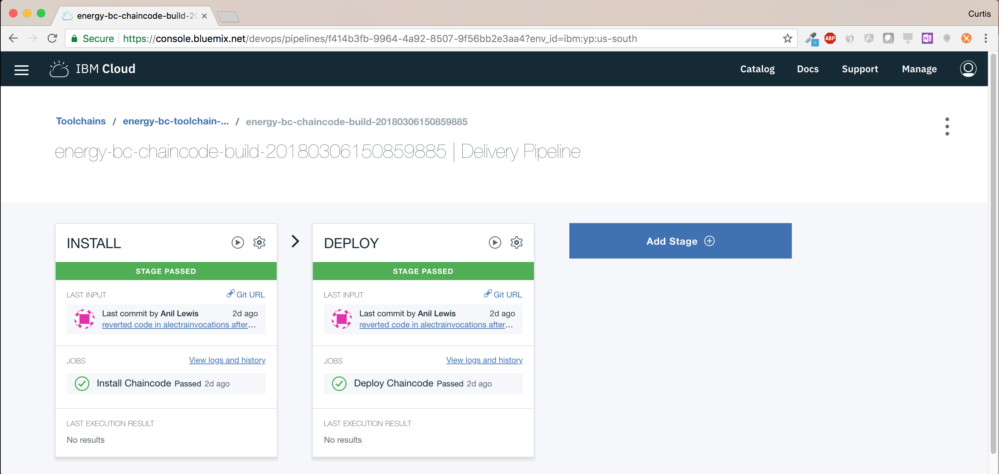 energy-bc-chaincode-build-20
Curtis
Secure https://console.bluemix.net/devops/pipelines/f414b3fb-9964-4a92-8507-9f56bb2e3aa4?env_id=ibm:yp:us-south
ABP
N
IBM Cloud
Catalog Docs Support Manage
Toolchains / energy-bc-toolchain-... / energy-bc-chaincode-build-20180306150859885
energy-bc-chaincode-build-20180306150859885 | Delivery Pipeline
INSTALL
STAGE PASSED
LAST INPUT Git URL
Last commit by Anil Lewis 2d ago
reverted code in alectrainvocations after...
JOBS View logs and history
Install Chaincode Passed 2d ago
LAST EXECUTION RESULT
No results
DEPLOY
STAGE PASSED
LAST INPUT Git URL
Last commit by Anil Lewis 2d ago
reverted code in alectrainvocations after...
JOBS View logs and history
Deploy Chaincode Passed 2d ago
LAST EXECUTION RESULT
No results
Add Stage